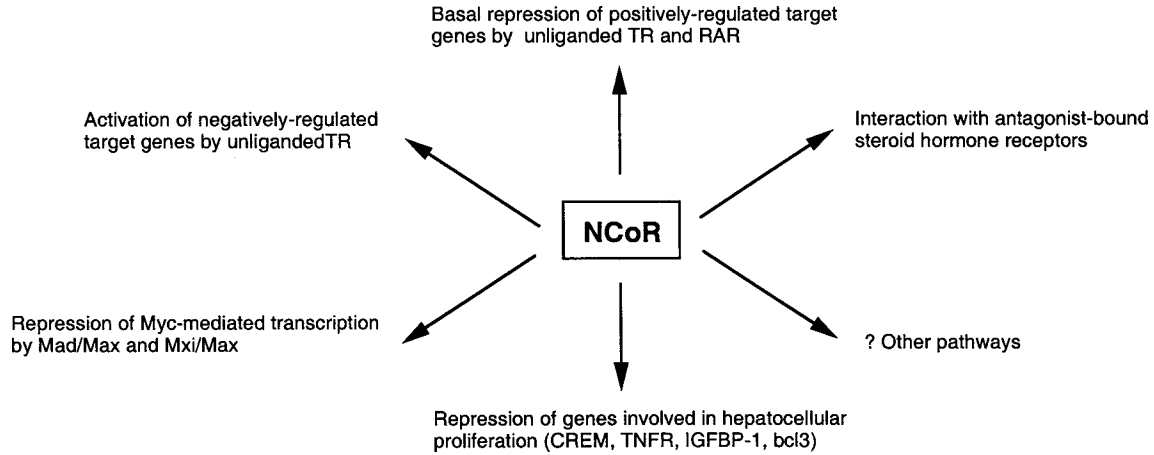 Basal repression of positively-regulated target
genes by unliganded TR and RAR
Activation of negatively-regulated
target genes by unligandedTR
Interaction with antagonist-bound
steroid hormone receptors
NCoR
Repression of Myc-mediated transcription
by Mad/Max and Mxi/Max
? Other pathways
Repression of genes involved in hepatocellular
proliferation (CREM, TNFR, IGFBP-1, bcl3)